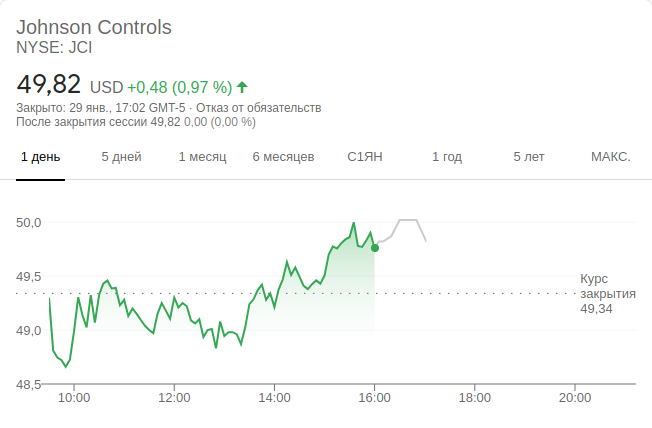 Johnson Controls
NYSE: JCI
49,82 USD +0,48 (0,97 %)
Закрыто: 29 янв., 17:02 GMT-5 · Отказ от обязательств
После закрытия сессии 49,82 0,00 (0,00 %)
1 день 5 дней 1 месяц 6 месяцев С1ЯН 1 год 5 лет МАКС.
50,0
49,5
Курс
закрытия
49,34
49,0
48,5
10:00 12:00 14:00 16:00 18:00 20:00